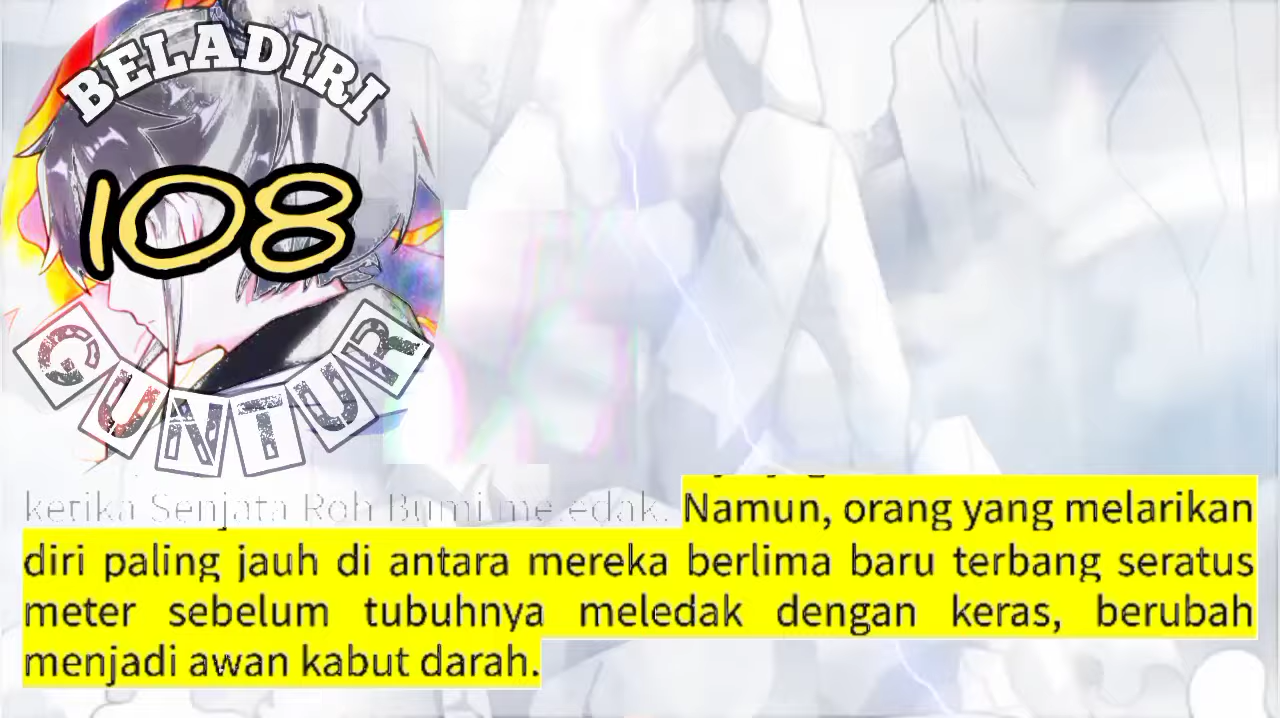 BELADIRI
108
GUNTUR
ketika Senjata Roh Bumi meledak. Namun, orang yang melarikan
diri paling jauh di antara mereka berlima baru terbang seratus
meter sebelum tubuhnya meledak dengan keras, berubah
menjadi awan kabut darah.